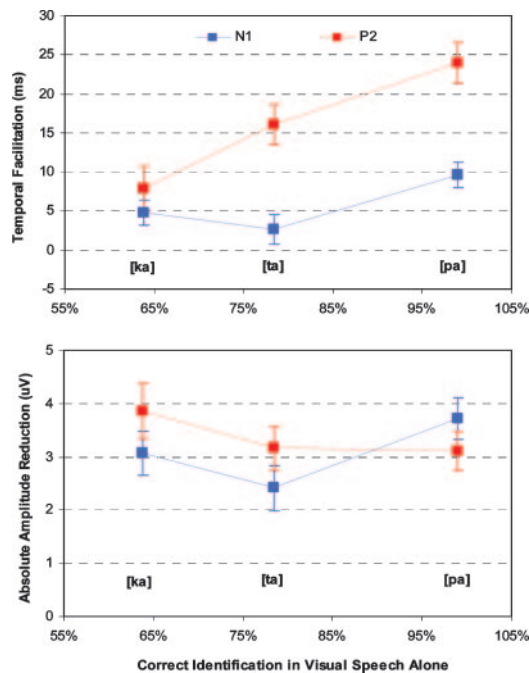 30
N1 P2
25
20
15
10
5
0
-5
Temporal Facilitation (ms)
[ka] [ta] [pa]
55% 65% 75% 85% 95% 105%
5
4
3
2
1
0
Absolute Amplitude Reduction (uV)
[ka] [ta] [pa]
55% 65% 75% 85% 95% 105%
Correct Identification in Visual Speech Alone